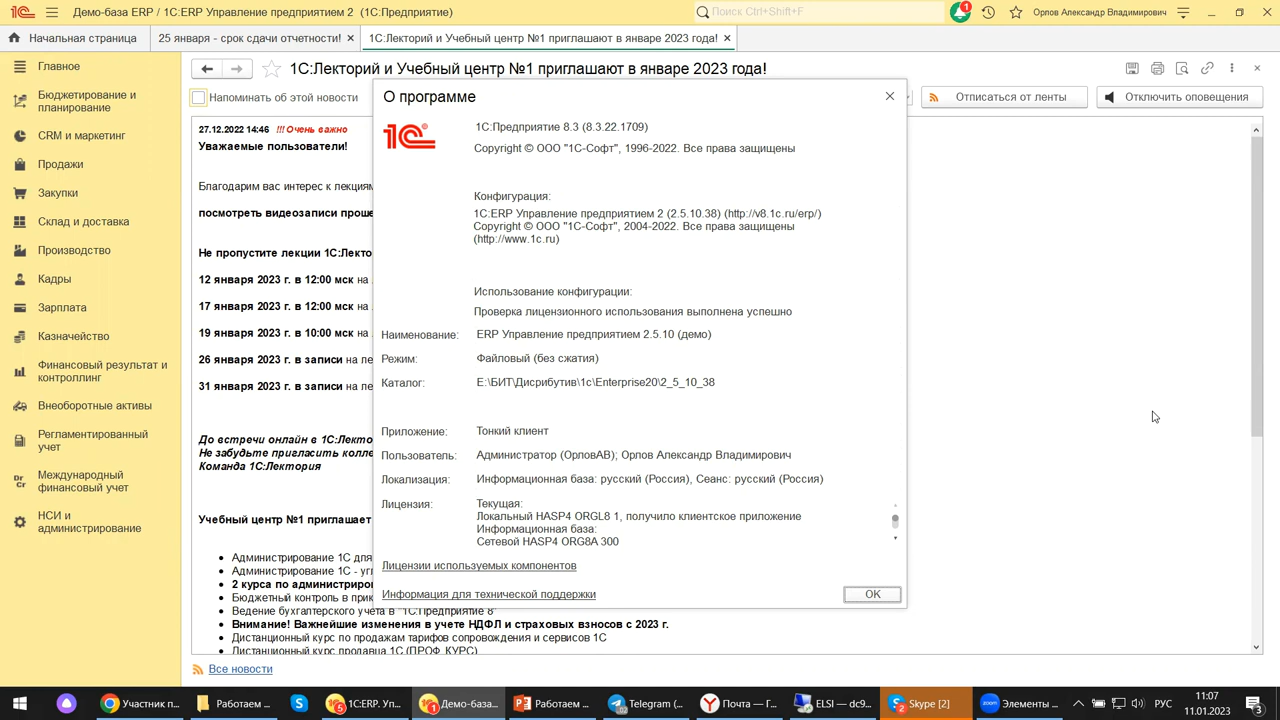 Демо-база ERP / 1С:ERP Управление предприятием 2 (1С:Предприятие)
Поиск Ctrl+Shift+F
1
Орлов Александр Владимирович
Начальная страница
25 января - срок сдачи отчетности!
1С:Лекторий и Учебный центр №1 приглашают в январе 2023 года!
Главное
Бюджетирование и
планирование
CRM и маркетинг
Продажи
Закупки
Склад и доставка
Производство
Кадры
Зарплата
Казначейство
Финансовый результат и
контроллинг
Внеоборотные активы
Регламентированный
учет
Международный
финансовый учет
НСИ и
администрирование
1С:Лекторий и Учебный центр №1 приглашают в январе 2023 года!
Напоминать об этой новости
Отписаться от ленты
Отключить оповещения
27.12.2022 14:46 !!! Очень важно
Уважаемые пользователи!
Благодарим вас интерес к лекциям
посмотреть видеозаписи проше
Не пропустите лекции 1С:Лекто
12 января 2023 г. в 12:00 мск на
17 января 2023 г. в 12:00 мск на
19 января 2023 г. в 10:00 мск на
26 января 2023 г. в записи на ле
31 января 2023 г. в записи на ле
До встречи онлайн в 1С:Лекто
Не забудьте пригласить колле
Команда 1С:Лектория
Учебный центр №1 приглашает
Администрирование 1С для
Администрирование 1С - уг
2 курса по администриров
Бюджетный контроль в прик
Ведение бухгалтерского учета в "1С:Предприятие 8"
Внимание! Важнейшие изменения в учете НДФЛ и страховых взносов с 2023 г.
Дистанционный курс по продажам тарифов сопровождения и сервисов 1С
Дистанционный курс продавца 1С (ПРОФ. КУРС)
Все новости
О программе
1С
1С:Предприятие 8.3 (8.3.22.1709)
Copyright © ООО "1С-Софт", 1996-2022. Все права защищены
Конфигурация:
1С:ERP Управление предприятием 2 (2.5.10.38) (http://v8.1c.ru/erp/)
Copyright © ООО "1С-Софт", 2004-2022. Все права защищены
(http://www.1c.ru)
Использование конфигурации:
Проверка лицензионного использования выполнена успешно
Наименование: ERP Управление предприятием 2.5.10 (демо)
Режим: Файловый (без сжатия)
Каталог: E:\БИТ\Дисрибутив\1c\Enterprise20\2_5_10_38
Приложение: Тонкий клиент
Пользователь: Администратор (ОрловАВ); Орлов Александр Владимирович
Локализация: Информационная база: русский (Россия), Сеанс: русский (Россия)
Лицензия: Текущая:
Локальный HASP4 ORGL8 1, получило клиентское приложение
Информационная база:
Сетевой HASP4 ORG8A 300
Лицензии используемых компонентов
Информация для технической поддержки
OK
Участник п...
Работаем ...
1С:ERP. Уп...
Демо-база...
Работаем ...
Telegram (...
Почта — Г...
ELSI — dc9...
Skype [2]
Элементы ...
РУС
11:07
11.01.2023